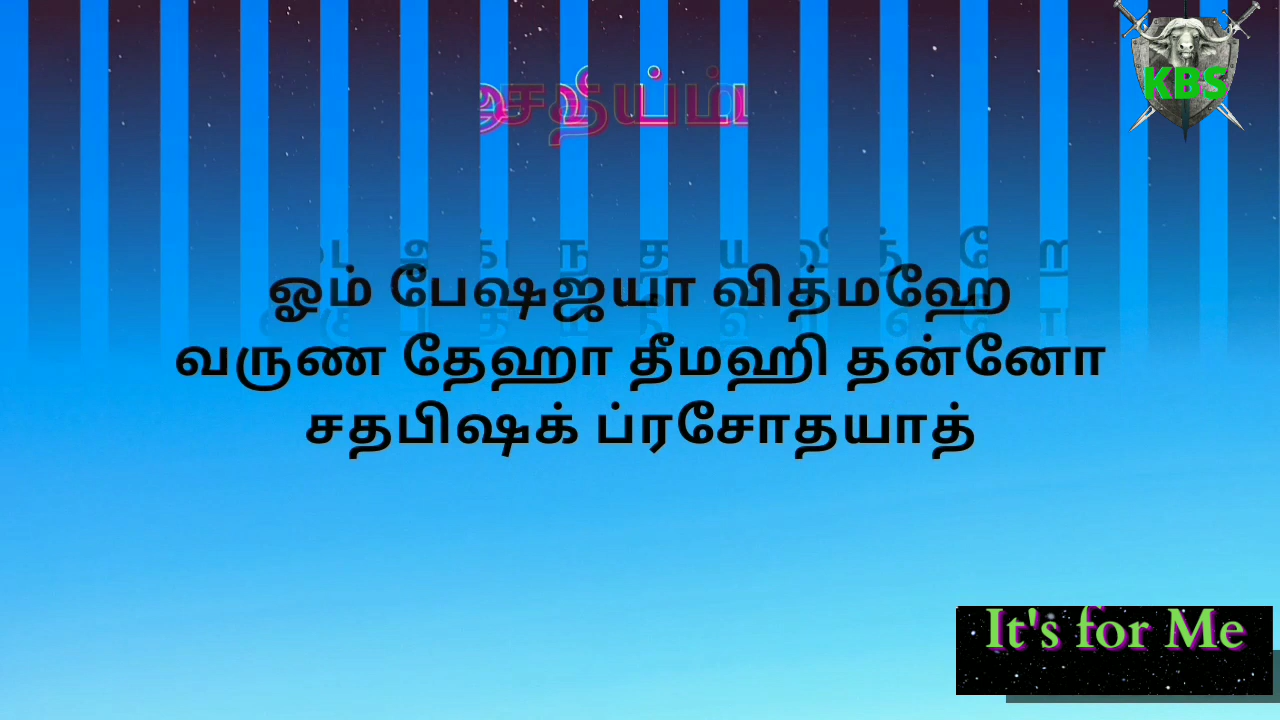 KBS
ஓம் பேஷஜயா வித்மஹே
வருண தேஹா தீமஹி தன்னோ
சதபிஷக் ப்ரசோதயாத்
It's for Me